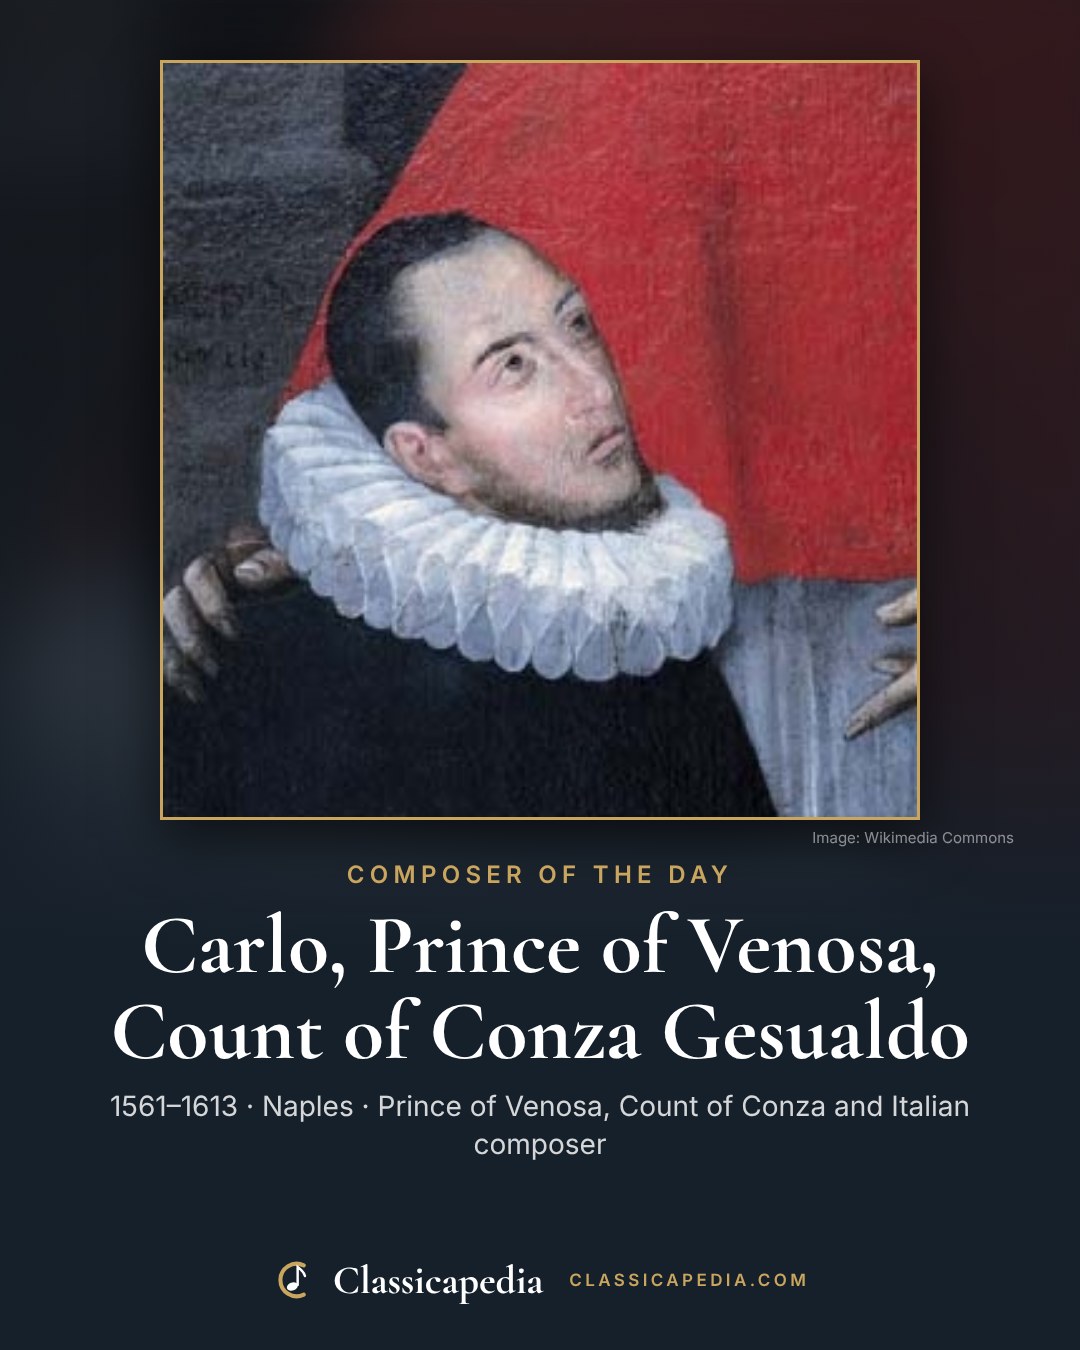 Image: Wikimedia Commons
COMPOSER OF THE DAY
Carlo, Prince of Venosa,
Count of Conza Gesualdo
1561–1613 · Naples · Prince of Venosa, Count of Conza and Italian
composer
Classicapedia CLASSICAPEDIA.COM